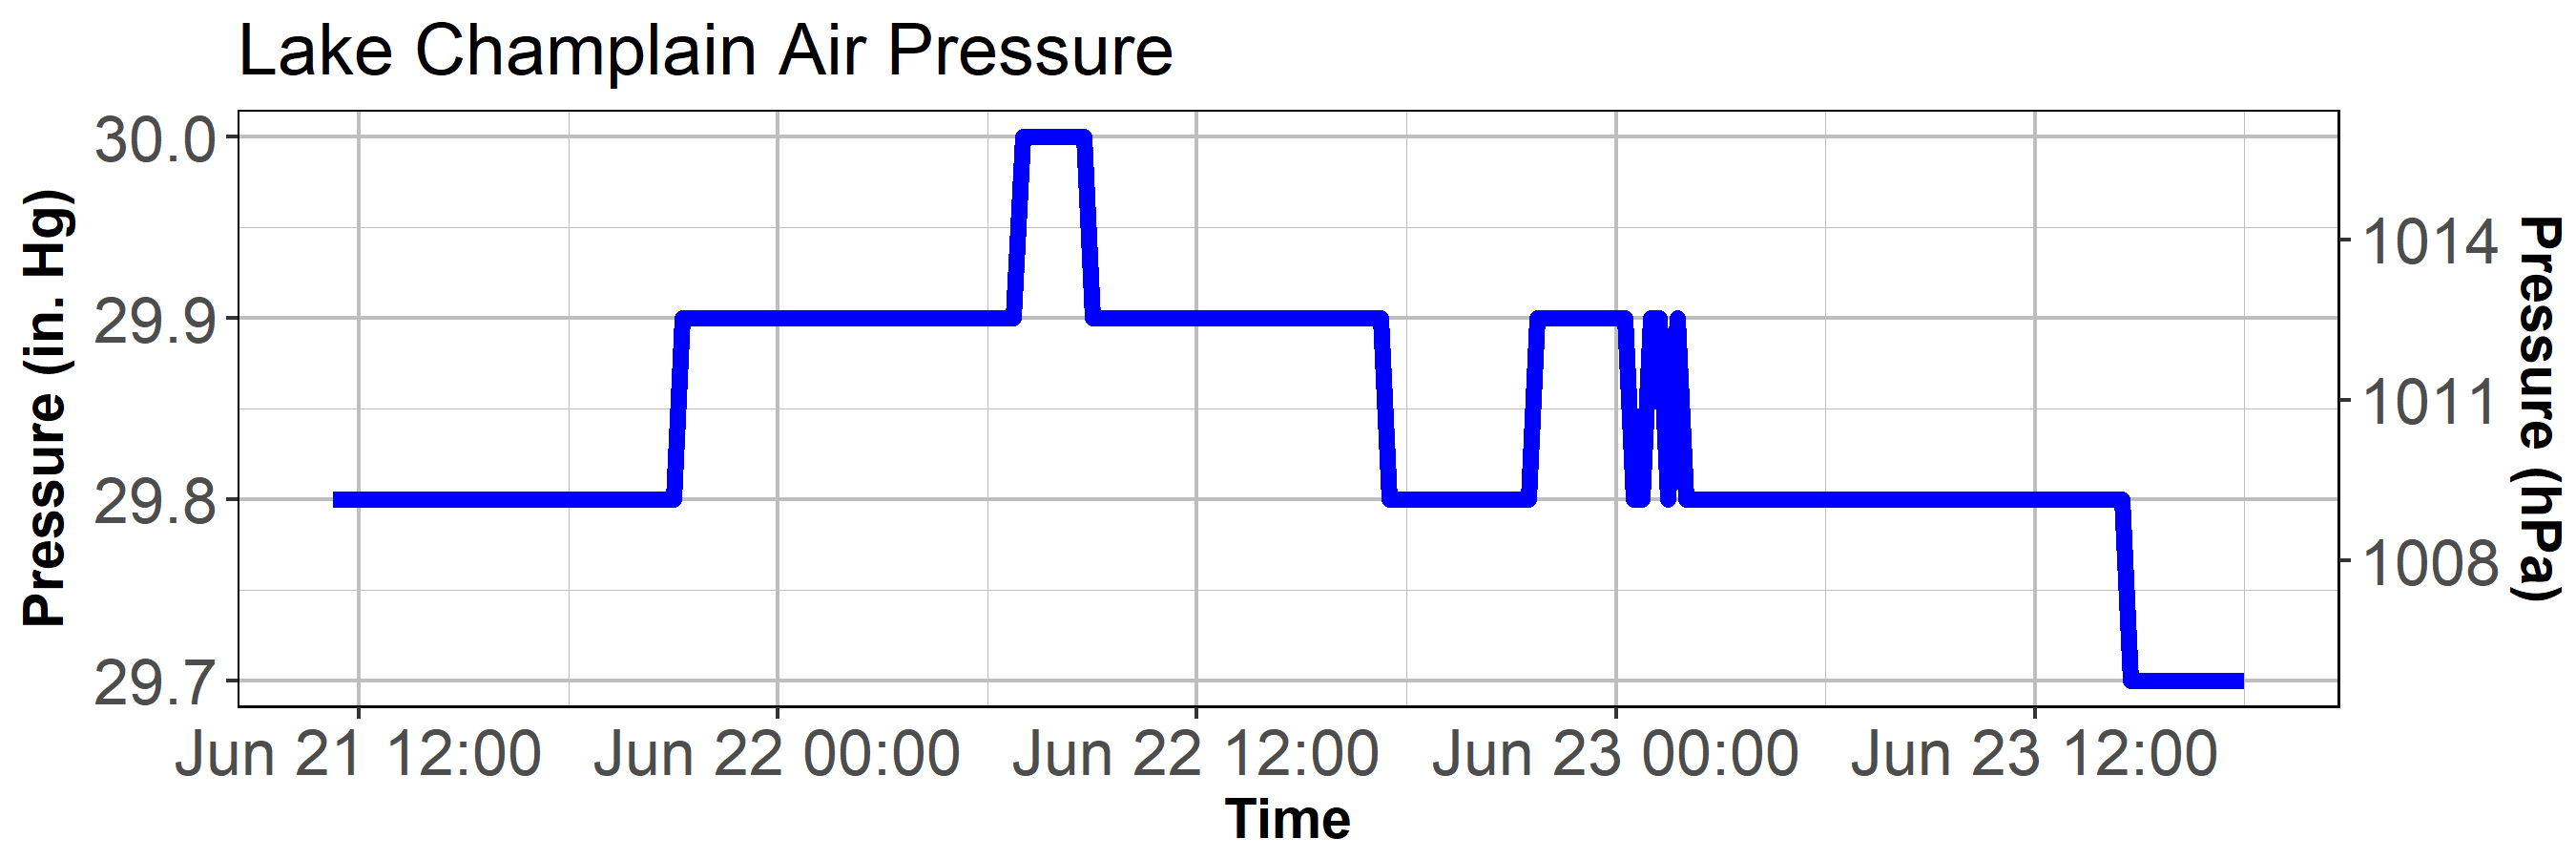 Lake Champlain Air Pressure
Pressure (in. Hg)
30.0
29.9
29.8
29.7
1014
1011
1008
Pressure (hPa)
Jun 21 12:00 Jun 22 00:00 Jun 22 12:00 Jun 23 00:00 Jun 23 12:00
Time